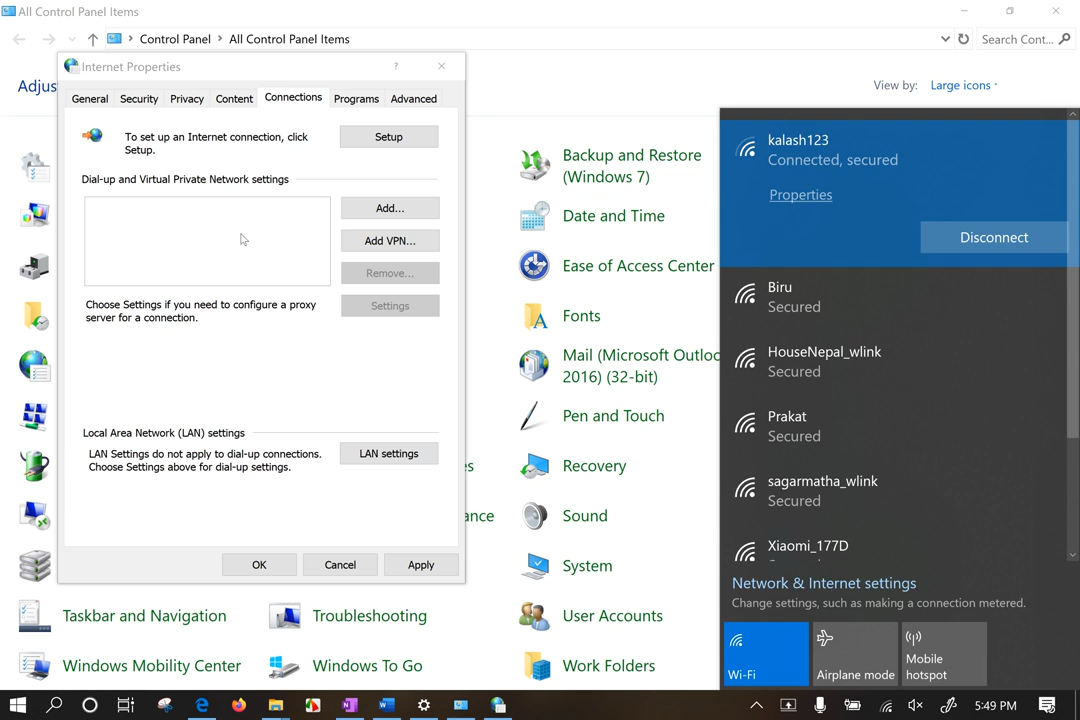 All Control Panel Items
Control Panel > All Control Panel Items
Search Cont...
Adjus
View by: Large icons
Internet Properties
?
General Security Privacy Content Connections Programs Advanced
To set up an Internet connection, click
Setup.
Setup
Dial-up and Virtual Private Network settings
Add...
Add VPN...
Remove...
Choose Settings if you need to configure a proxy
server for a connection.
Settings
Local Area Network (LAN) settings
LAN Settings do not apply to dial-up connections.
Choose Settings above for dial-up settings.
LAN settings
OK Cancel Apply
es
ance
Backup and Restore
(Windows 7)
Date and Time
Ease of Access Center
Fonts
Mail (Microsoft Outloo
2016) (32-bit)
Pen and Touch
Recovery
Sound
System
Taskbar and Navigation
Troubleshooting
User Accounts
Windows Mobility Center
Windows To Go
Work Folders
kalash123
Connected, secured
Properties
Disconnect
Biru
Secured
HouseNepal_wlink
Secured
Prakat
Secured
sagarmatha_wlink
Secured
Xiaomi_177D
Network & Internet settings
Change settings, such as making a connection metered.
Wi-Fi
Airplane mode
Mobile
hotspot
5:49 PM